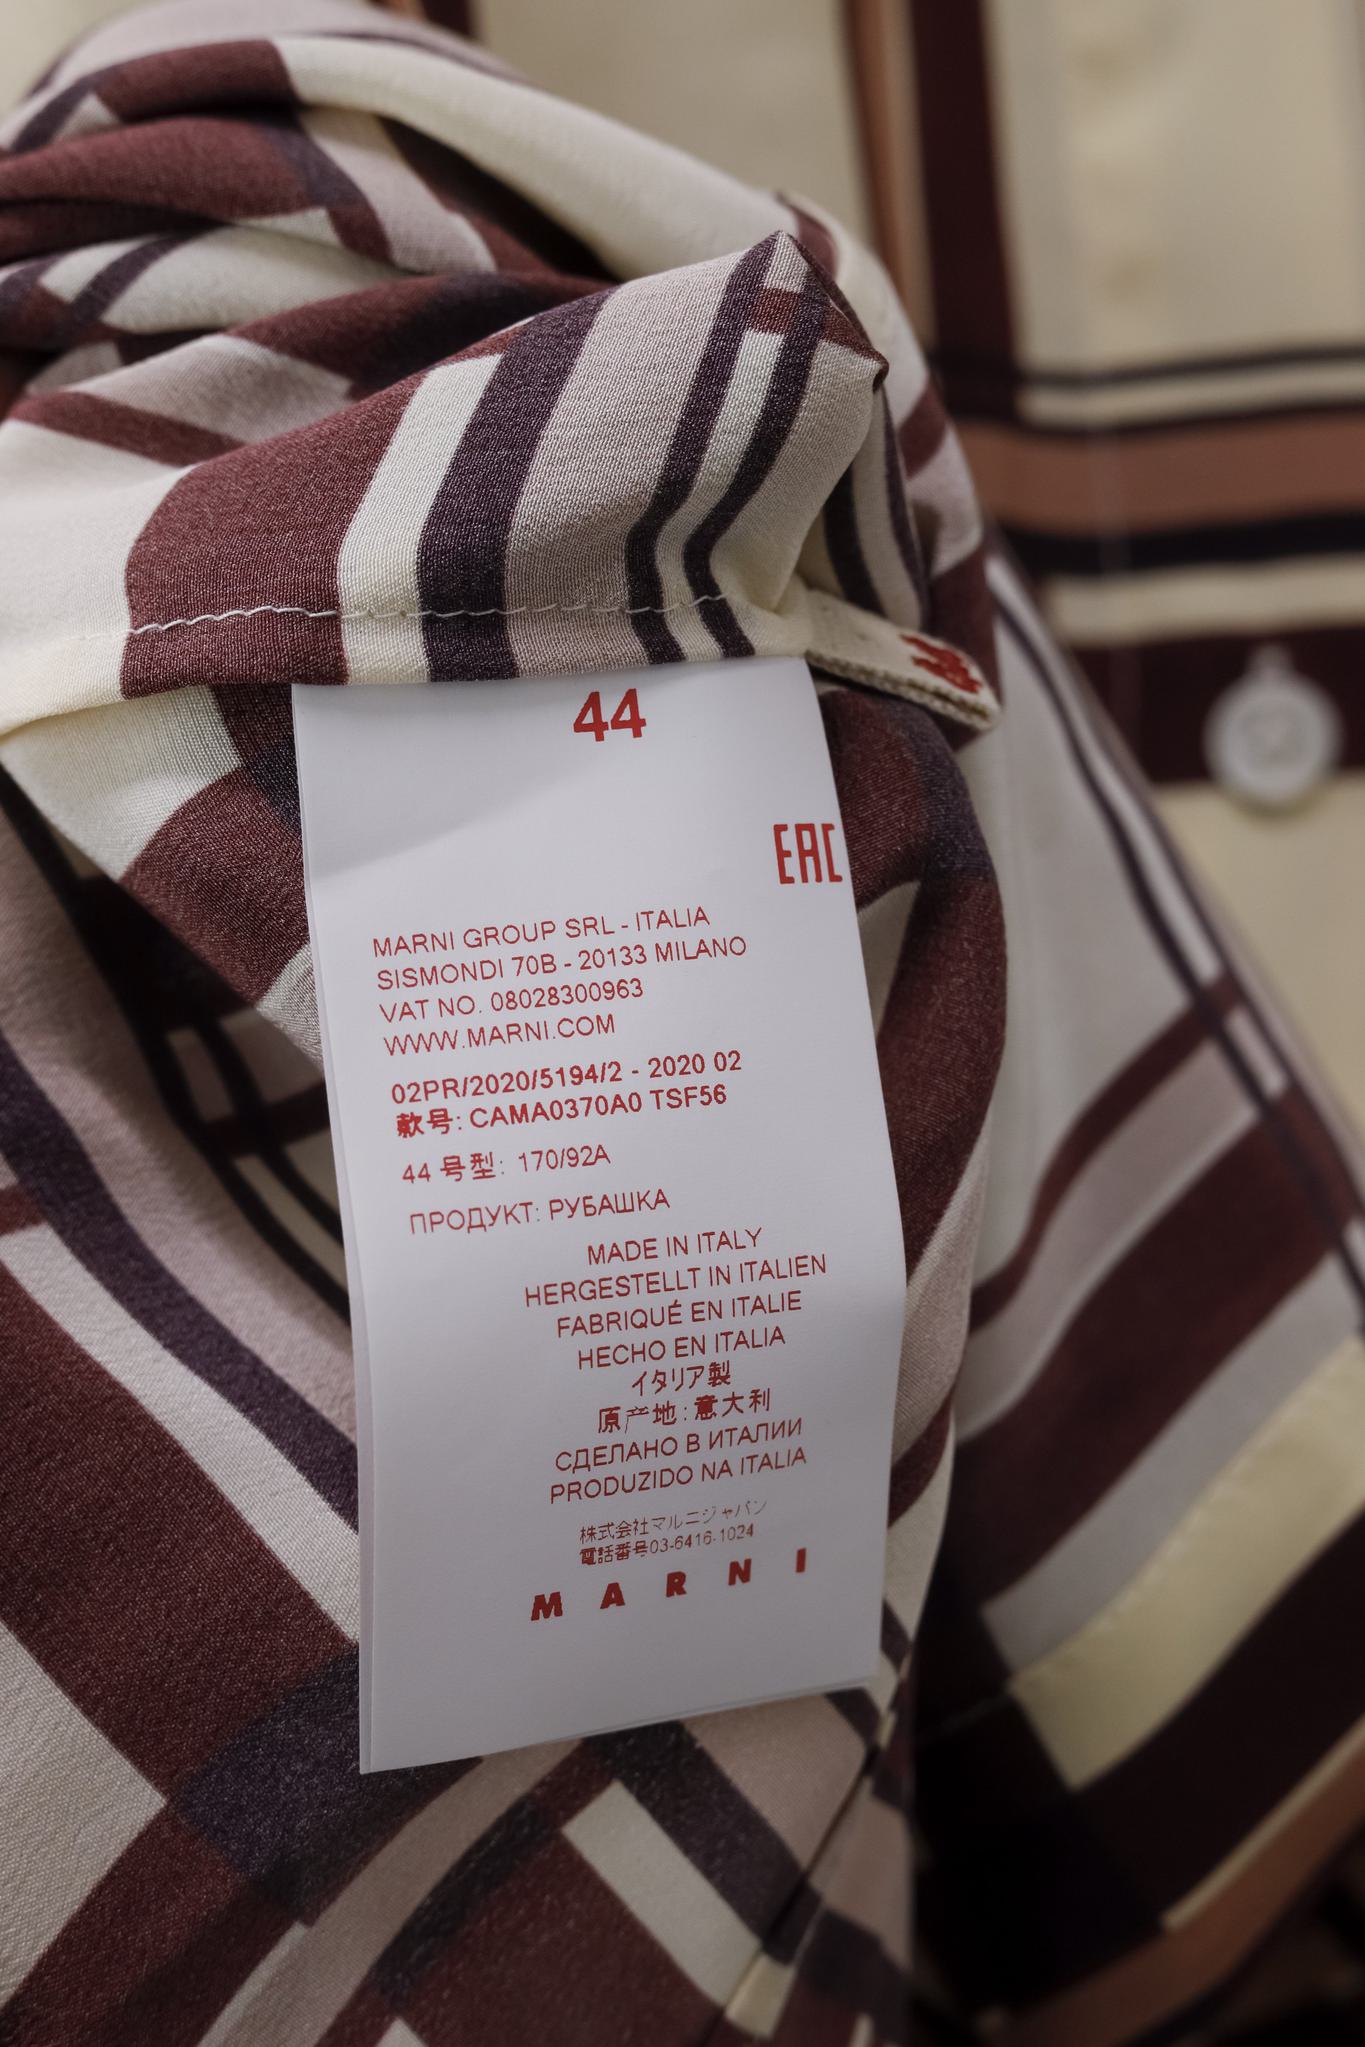 44
EAC
MARNI GROUP SRL - ITALIA
SISMONDI 70B - 20133 MILANO
VAT NO. 08028300963
WWW.MARNI.COM
02PR/2020/5194/2 - 2020 02
款号: CAMA0370A0 TSF56
44 号型: 170/92A
ПРОДУКТ: РУБАШКА
MADE IN ITALY
HERGESTELLT IN ITALIEN
FABRIQUÉ EN ITALIE
HECHO EN ITALIA
イタリア製
原产地: 意大利
СДЕЛАНО В ИТАЛИИ
PRODUZIDO NA ITALIA
株式会社マルニジャパン
電話番号03-6416-1024
MARNI